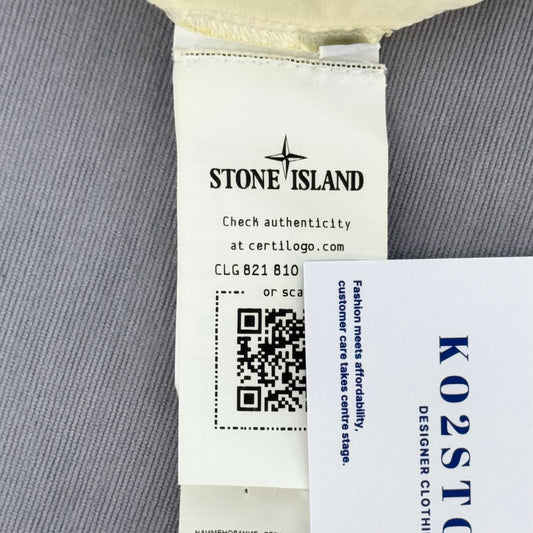 STONE ISLAND
Check authenticity
at certilogo.com
CLG 821 810
or sca
Fashion meets affordability,
customer care takes centre stage.
KO2STO
DESIGNER CLOTHI